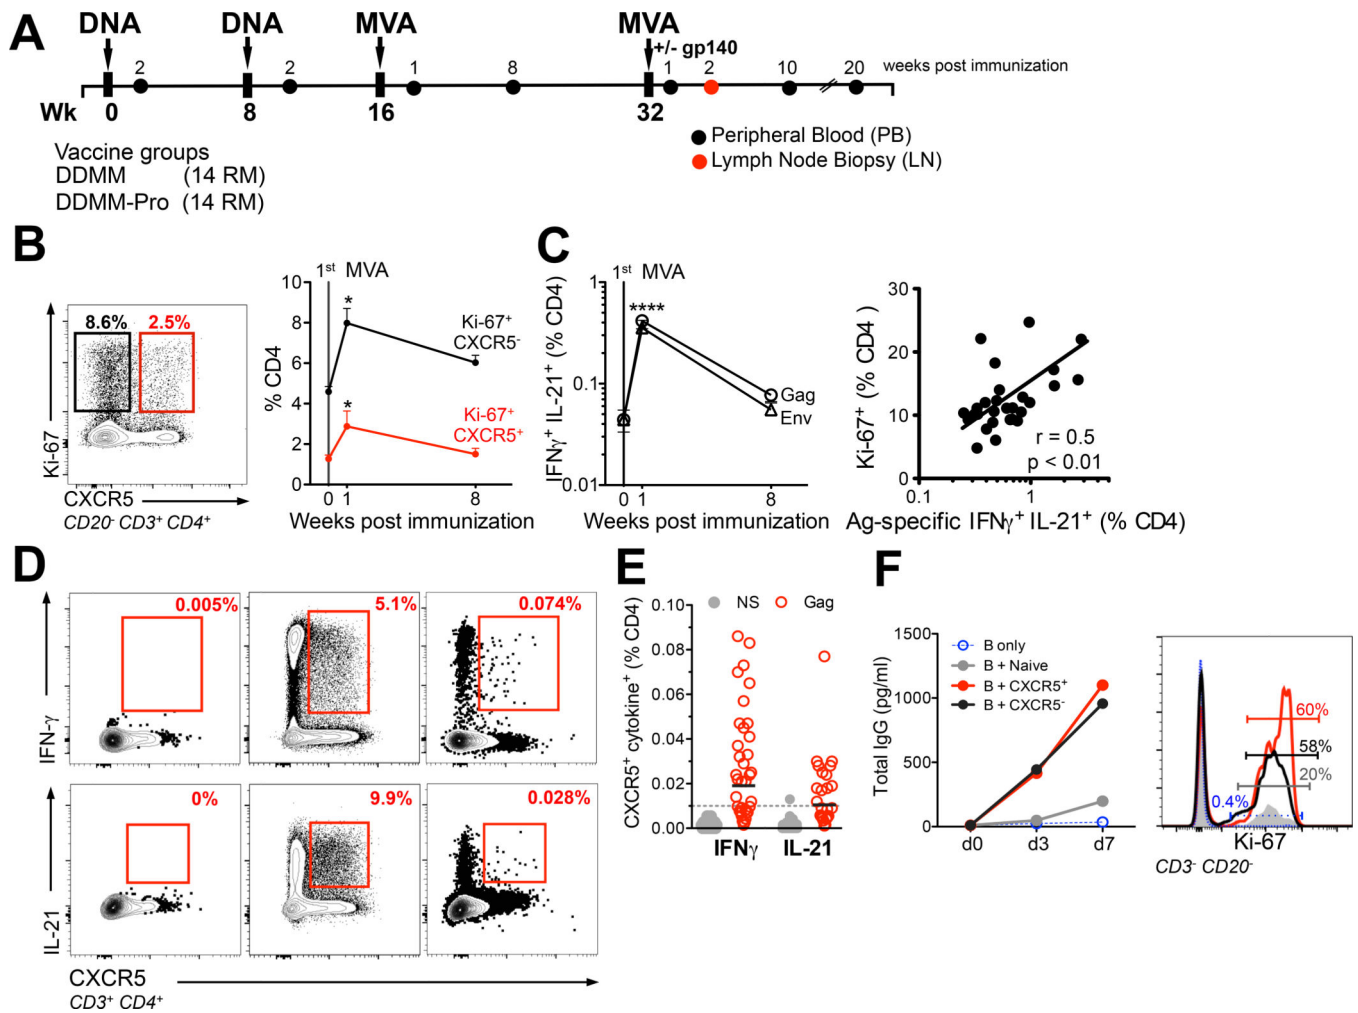 A
DNA DNA MVA MVA
+/- gp140
2 2 1 8 1 2 10 20 weeks post immunization
Wk 0 8 16 32
Peripheral Blood (PB)
Lymph Node Biopsy (LN)
Vaccine groups
DDMM (14 RM)
DDMM-Pro (14 RM)
B
8.6% 2.5%
Ki-67
CXCR5
CD20- CD3+ CD4+
1st MVA
10
8
6
4
2
0
% CD4
*
*
Ki-67+
CXCR5-
Ki-67+
CXCR5+
0 1 8
Weeks post immunization
C
1st MVA
1
0.1
0.01
IFNγ+ IL-21+ (% CD4)
****
Gag
Env
0 1 8
Weeks post immunization
30
20
10
0
Ki-67+ (% CD4 )
r = 0.5
p < 0.01
0.1 1
Ag-specific IFNγ+ IL-21+ (% CD4)
D
0.005% 5.1% 0.074%
IFN-γ
0% 9.9% 0.028%
IL-21
CXCR5
CD3+ CD4+
E
NS Gag
0.10
0.08
0.06
0.04
0.02
0.00
CXCR5+ cytokine+ (% CD4)
IFNγ IL-21
F
1500
1000
500
0
Total IgG (pg/ml)
B only
B + Naive
B + CXCR5+
B + CXCR5-
d0 d3 d7
60%
58%
20%
0.4%
Ki-67
CD3- CD20-